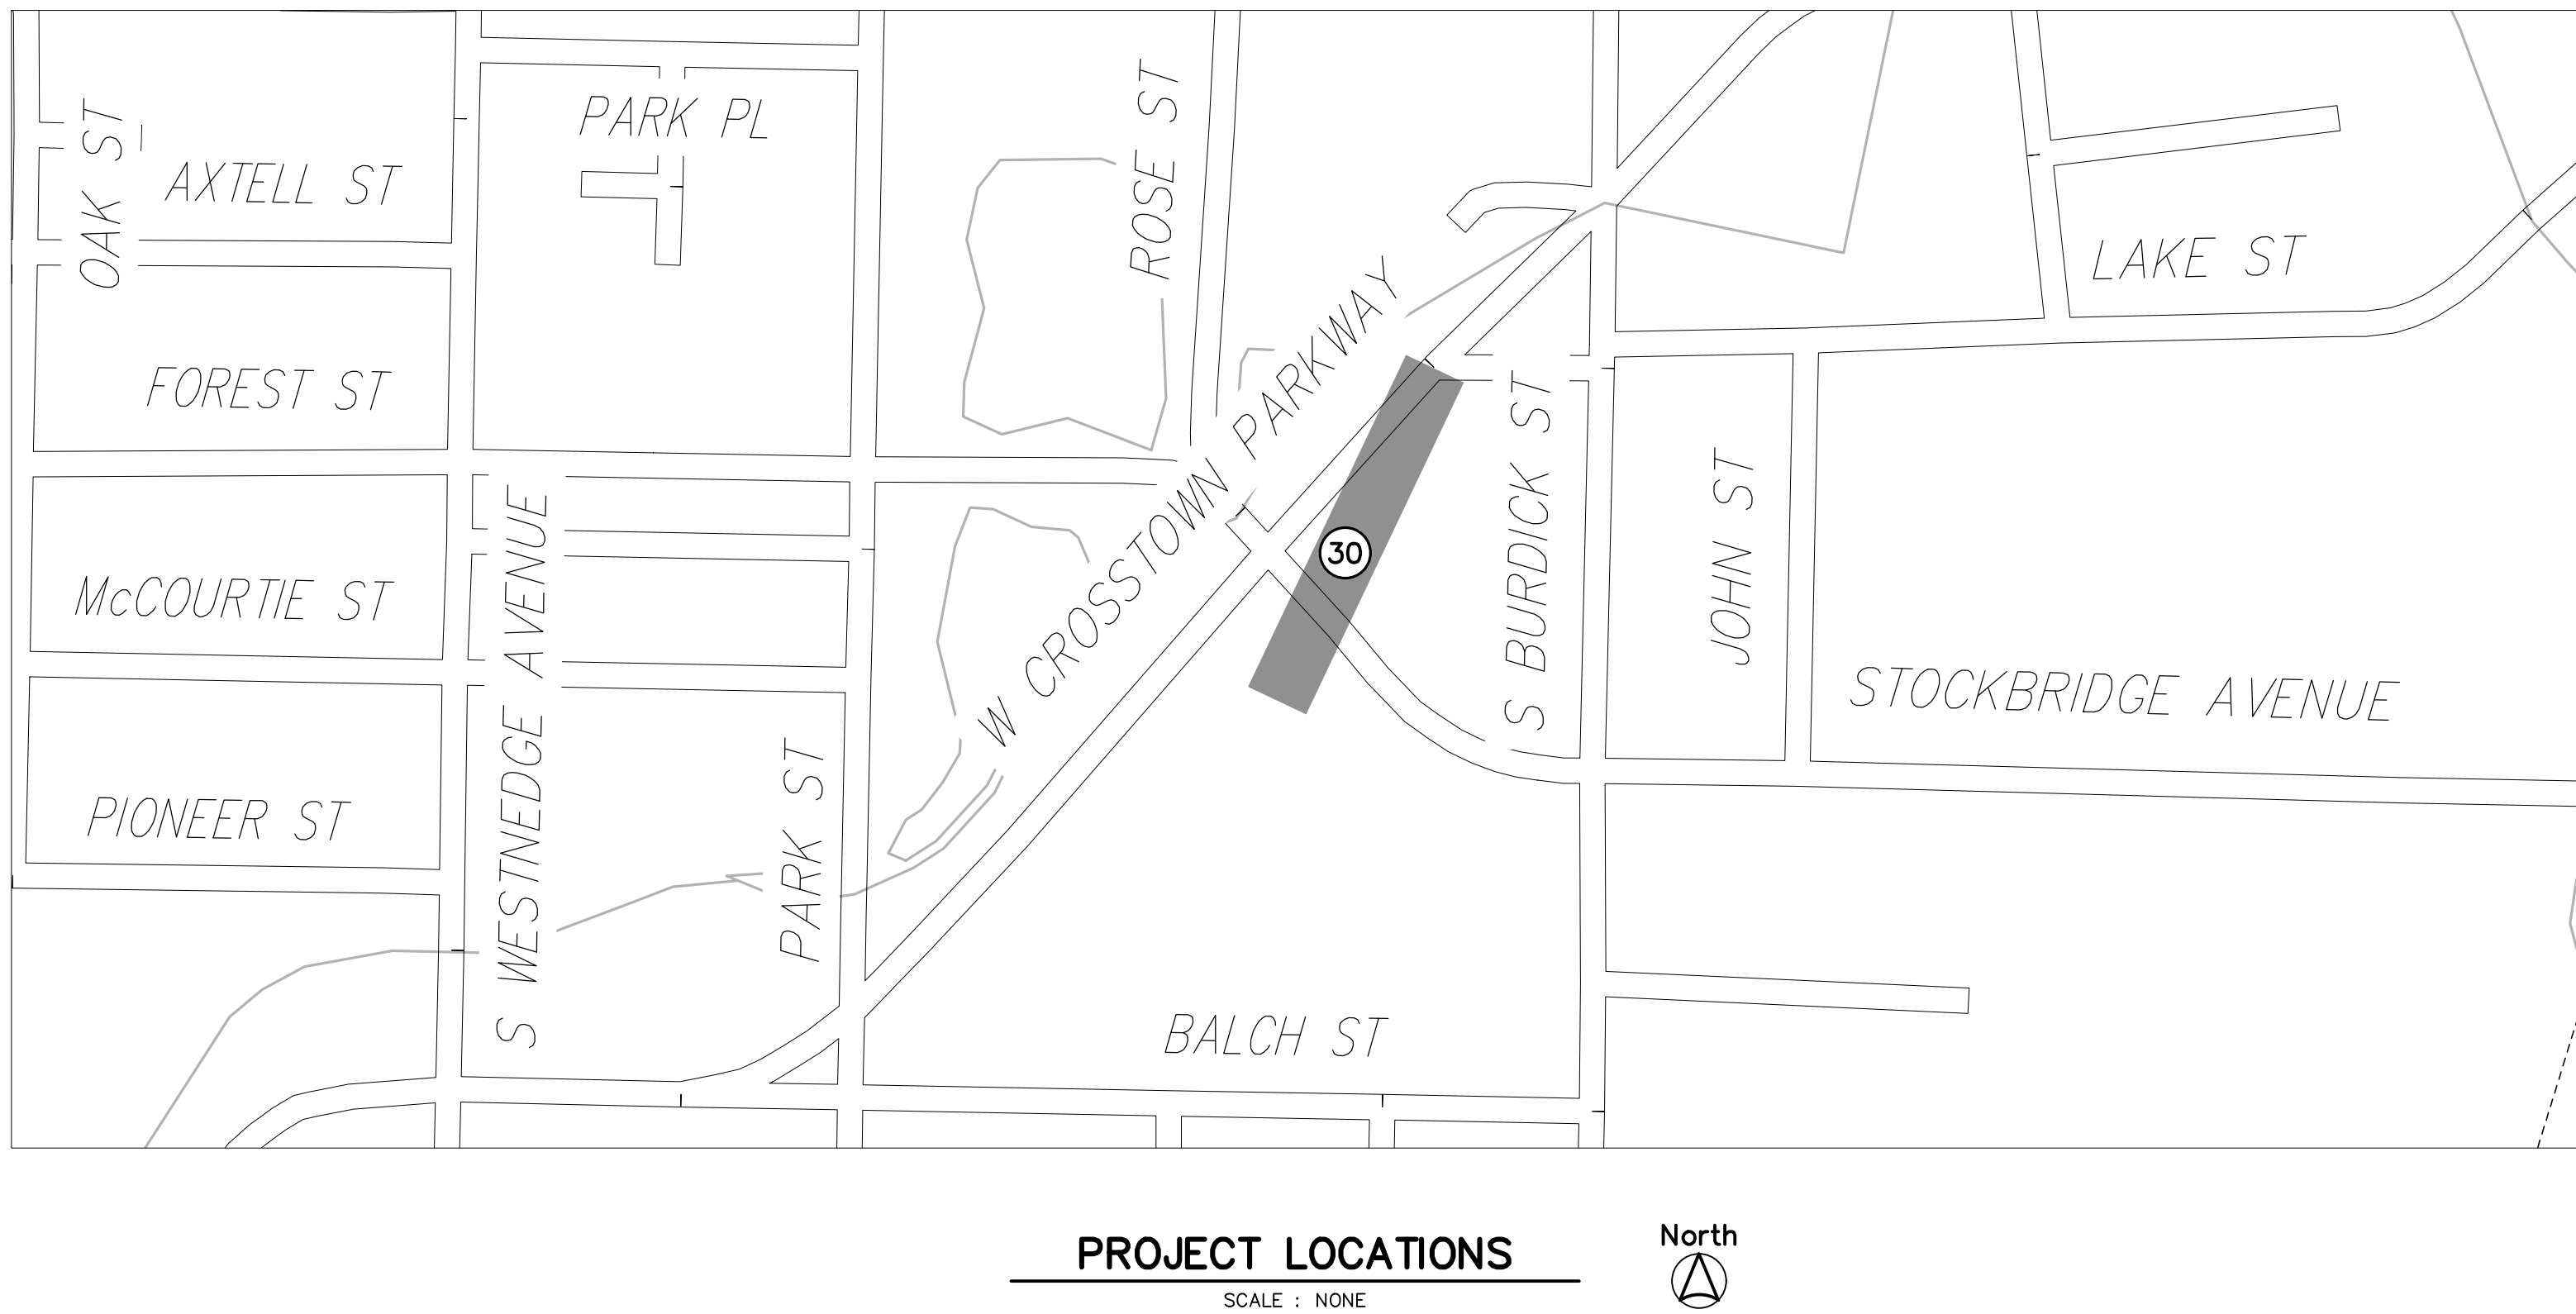 OAK ST
AXTELL ST
PARK PL
ROSE ST
LAKE ST
FOREST ST
W CROSSTOWN PARKWAY
S BURDICK ST
JOHN ST
30
McCOURTIE ST
S WESTNEDGE AVENUE
STOCKBRIDGE AVENUE
PIONEER ST
PARK ST
BALCH ST
PROJECT LOCATIONS
SCALE : NONE
North